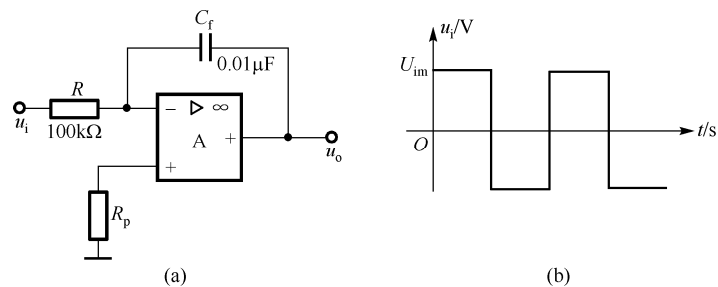 C_f
0.01μF
R
u_i
100kΩ
− ▷ ∞
A
+
+
u_o
R_p
(a)
u_i/V
U_im
O
t/s
(b)